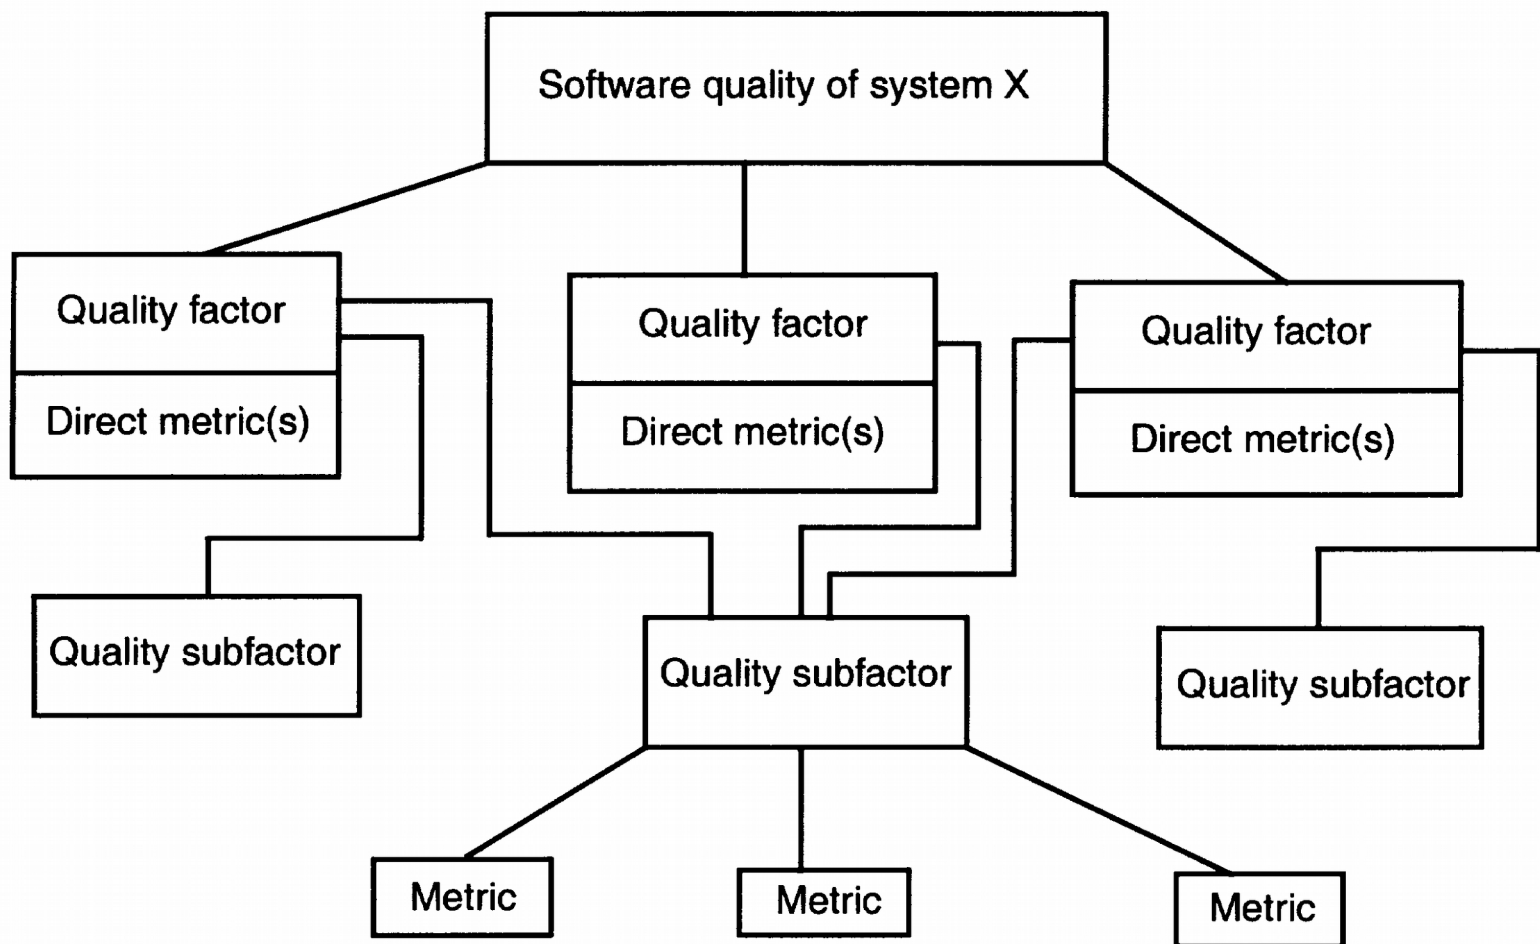 Software quality of system X
Quality factor
Direct metric(s)
Quality factor
Direct metric(s)
Quality factor
Direct metric(s)
Quality subfactor
Quality subfactor
Quality subfactor
Metric
Metric
Metric